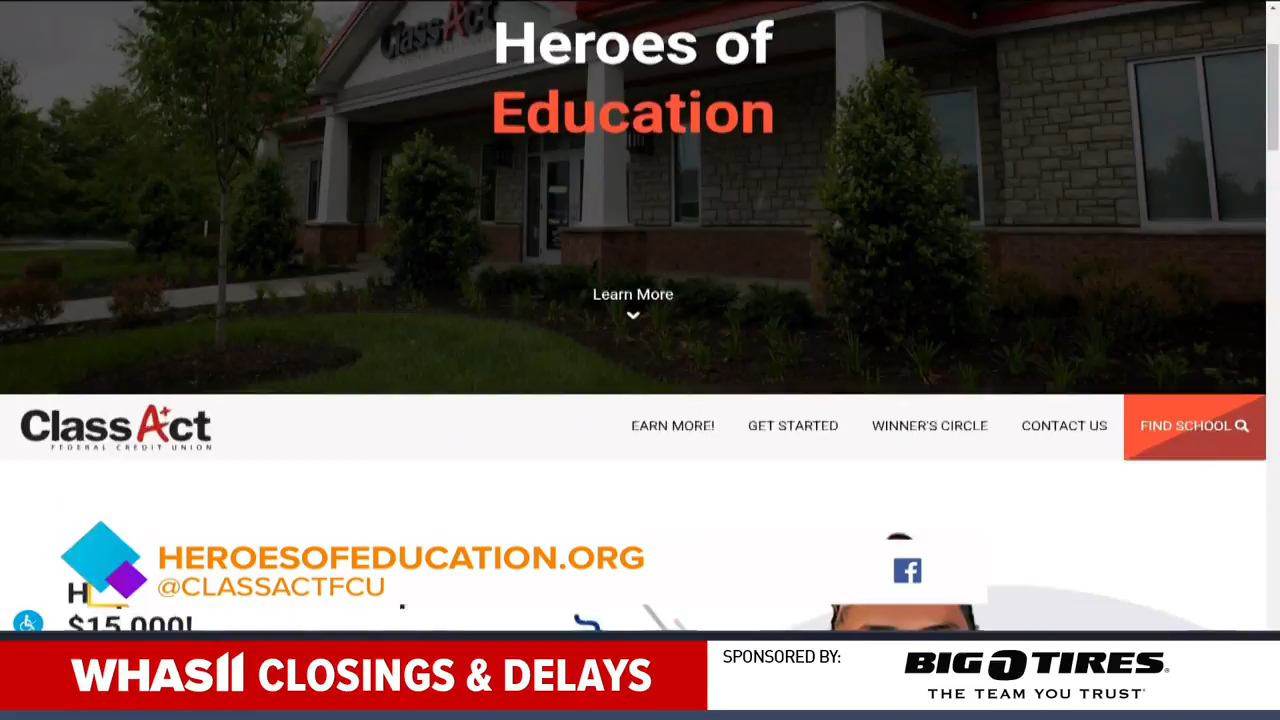 ClassAct
Heroes of
Education
Learn More
ClassAct
FEDERAL CREDIT UNION
EARN MORE!
GET STARTED
WINNER'S CIRCLE
CONTACT US
FIND SCHOOL
HEROESOFEDUCATION.ORG
@CLASSACTFCU
$15,000!
WHAS11 CLOSINGS & DELAYS
SPONSORED BY:
BIG O TIRES
THE TEAM YOU TRUST